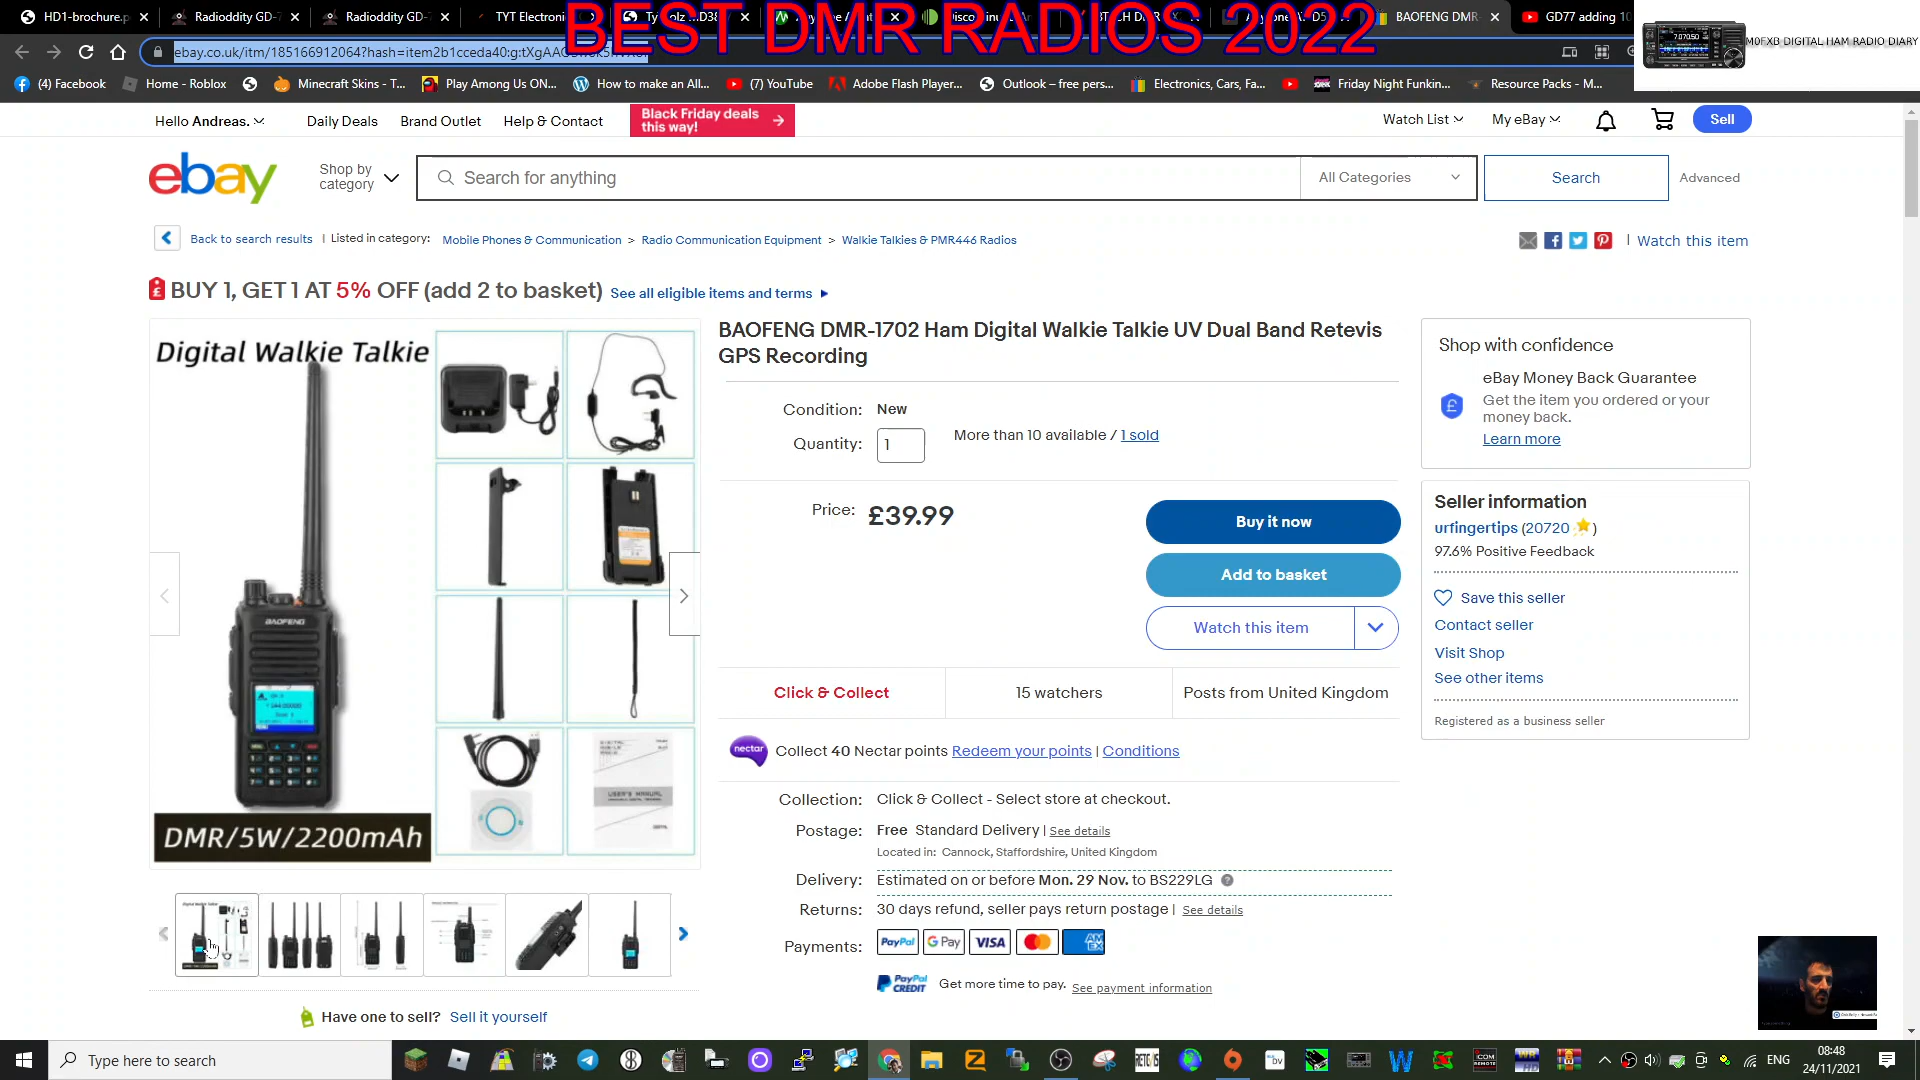 HD1-brochure.p
Radioddity GD-7
Radioddity GD-7
TYT Electroni
BAOFENG DMR-
GD77 adding 10
BEST DMR RADIOS 2022
M0FXB DIGITAL HAM RADIO DIARY
(4) Facebook
Home - Roblox
Minecraft Skins - T...
Play Among Us ON...
How to make an All...
(7) YouTube
Adobe Flash Player...
Outlook – free pers...
Electronics, Cars, Fa...
Friday Night Funkin...
Resource Packs - M...
Hello Andreas.
Daily Deals
Brand Outlet
Help & Contact
Black Friday deals
this way!
Watch List
My eBay
Sell
ebay
Shop by
category
Search for anything
All Categories
Search
Advanced
Back to search results | Listed in category: Mobile Phones & Communication > Radio Communication Equipment > Walkie Talkies & PMR446 Radios
| Watch this item
BUY 1, GET 1 AT 5% OFF (add 2 to basket) See all eligible items and terms
Digital Walkie Talkie
BAOFENG
USER'S MANUAL
DMR/5W/2200mAh
BAOFENG DMR-1702 Ham Digital Walkie Talkie UV Dual Band Retevis
GPS Recording
Condition: New
Quantity: 1
More than 10 available / 1 sold
Price: £39.99
Buy it now
Add to basket
Watch this item
Click & Collect
15 watchers
Posts from United Kingdom
nectar Collect 40 Nectar points Redeem your points | Conditions
Collection: Click & Collect - Select store at checkout.
Postage: Free Standard Delivery | See details
Located in: Cannock, Staffordshire, United Kingdom
Delivery: Estimated on or before Mon. 29 Nov. to BS229LG
Returns: 30 days refund, seller pays return postage | See details
Payments: PayPal G Pay VISA AMEX
PayPal CREDIT Get more time to pay. See payment information
Shop with confidence
eBay Money Back Guarantee
Get the item you ordered or your
money back.
Learn more
Seller information
urfingertips (20720)
97.6% Positive Feedback
Save this seller
Contact seller
Visit Shop
See other items
Registered as a business seller
Have one to sell? Sell it yourself
Type here to search
ENG
08:48
24/11/2021